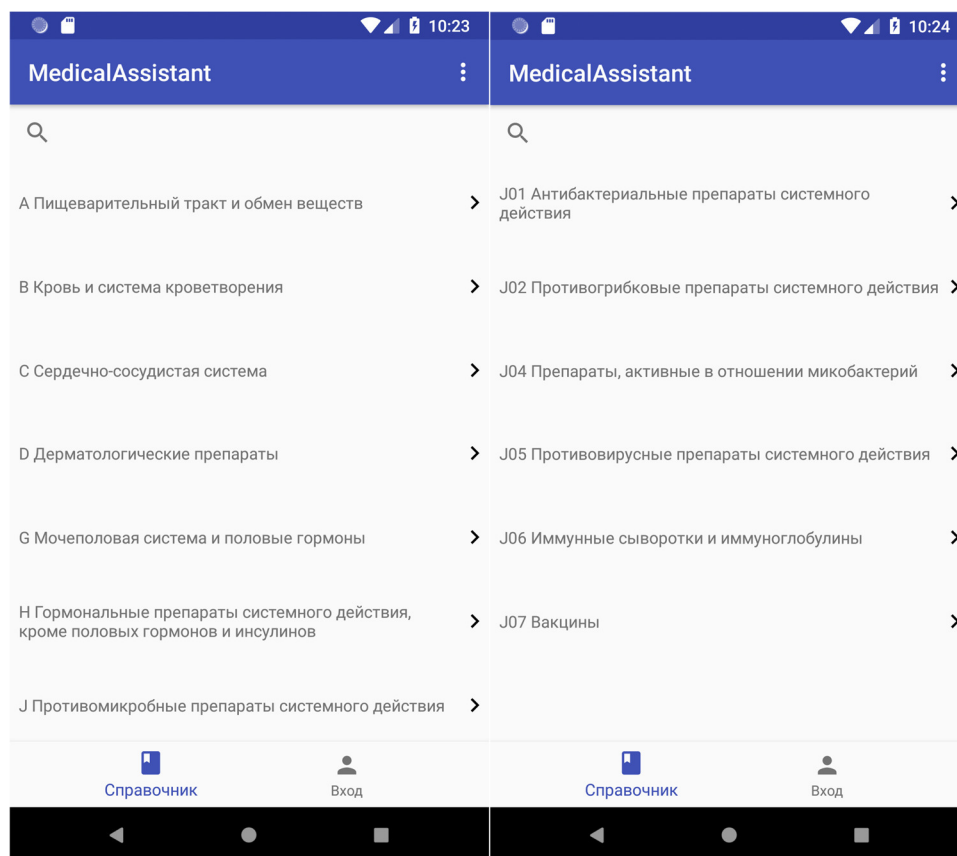 10:23
MedicalAssistant
А Пищеварительный тракт и обмен веществ
В Кровь и система кроветворения
С Сердечно-сосудистая система
D Дерматологические препараты
G Мочеполовая система и половые гормоны
Н Гормональные препараты системного действия,
кроме половых гормонов и инсулинов
J Противомикробные препараты системного действия
Справочник
Вход
10:24
MedicalAssistant
J01 Антибактериальные препараты системного
действия
J02 Противогрибковые препараты системного действия
J04 Препараты, активные в отношении микобактерий
J05 Противовирусные препараты системного действия
J06 Иммунные сыворотки и иммуноглобулины
J07 Вакцины
Справочник
Вход